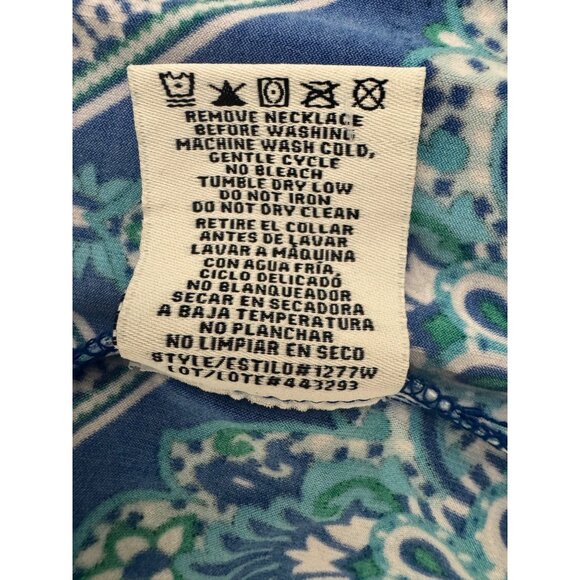 REMOVE NECKLACE
BEFORE WASHING
MACHINE WASH COLD,
GENTLE CYCLE
NO BLEACH
TUMBLE DRY LOW
DO NOT IRON
DO NOT DRY CLEAN
RETIRE EL COLLAR
ANTES DE LAVAR
LAVAR A MÁQUINA
CON AGUA FRÍA,
CICLO DELICADO
NO BLANQUEADOR
SECAR EN SECADORA
A BAJA TEMPERATURA
NO PLANCHAR
NO LIMPIAR EN SECO
STYLE/ESTILO#1277W
LOT/LOTE#443293